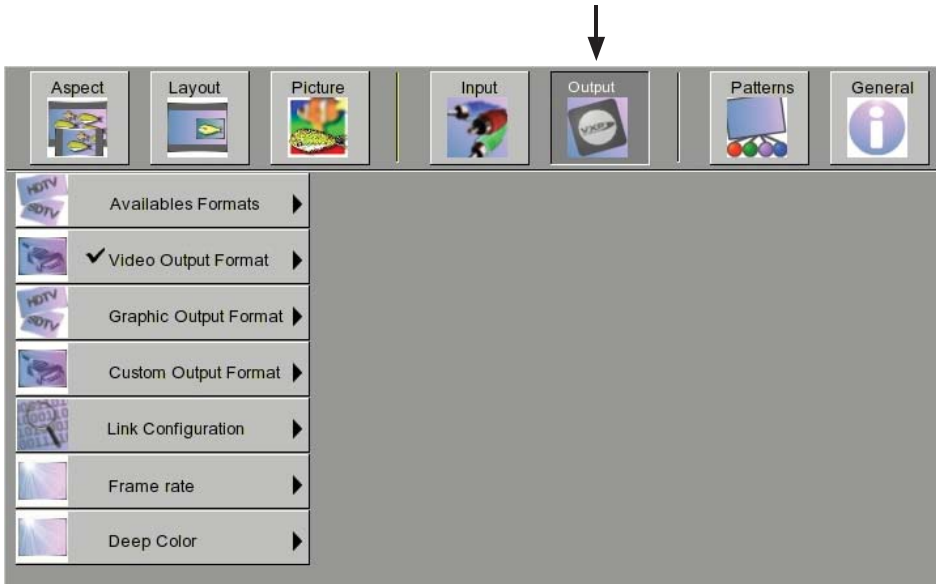 Aspect
Layout
Picture
Input
Output
VXP
Patterns
General
HDTV
SDTV
Availables Formats
Video Output Format
HDTV
SDTV
Graphic Output Format
Custom Output Format
Link Configuration
Frame rate
Deep Color